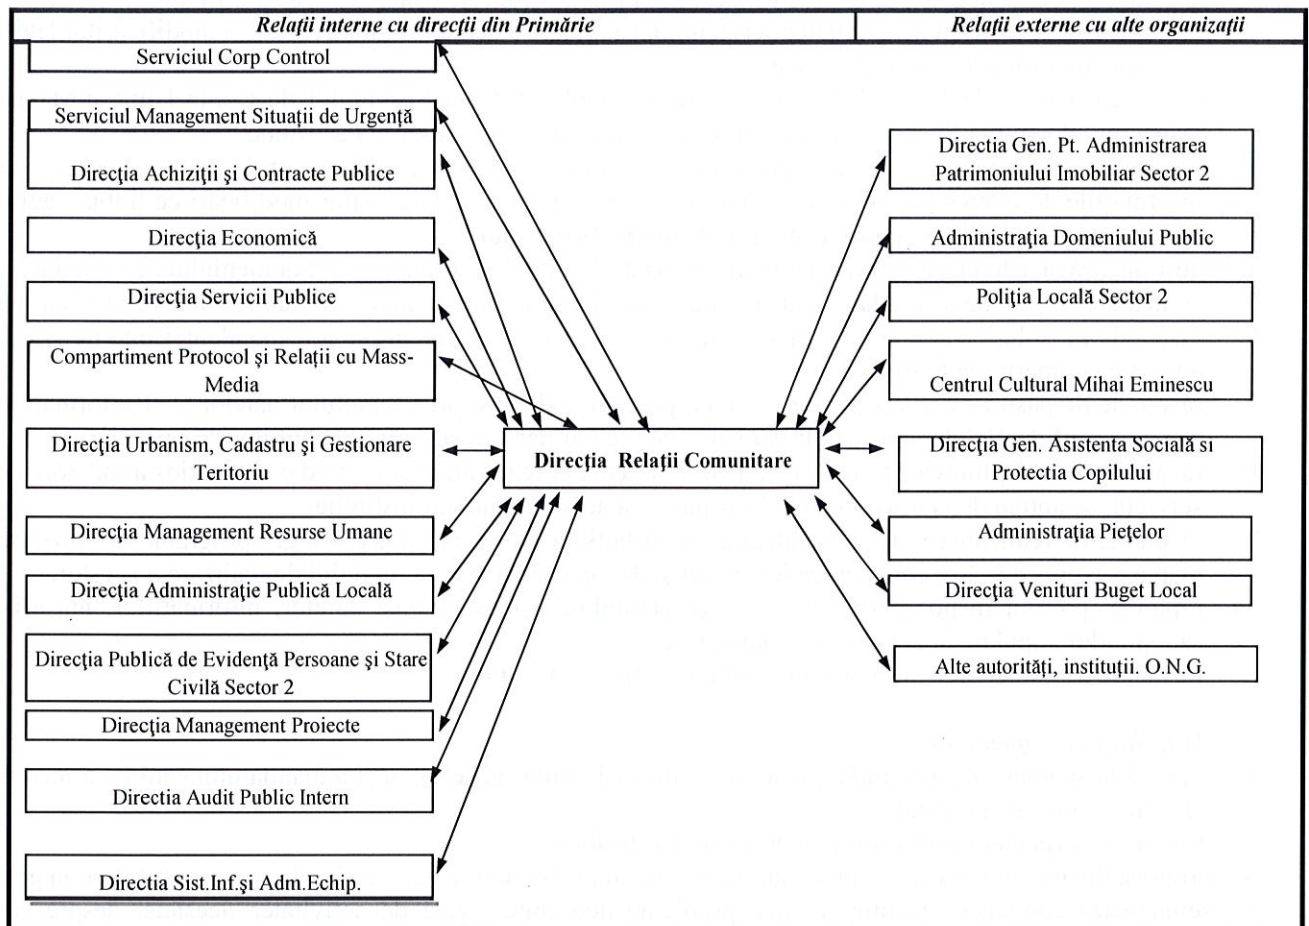 Relaţii interne cu direcţii din Primărie
Relaţii externe cu alte organizaţii
Serviciul Corp Control
Serviciul Management Situaţii de Urgenţă
Direcţia Achiziţii şi Contracte Publice
Direcţia Economică
Direcţia Servicii Publice
Compartiment Protocol şi Relaţii cu Mass-
Media
Direcţia Urbanism, Cadastru şi Gestionare
Teritoriu
Direcţia Management Resurse Umane
Direcţia Administraţie Publică Locală
Direcţia Publică de Evidenţă Persoane şi Stare
Civilă Sector 2
Direcţia Management Proiecte
Directia Audit Public Intern
Directia Sist.Inf.şi Adm.Echip.
Direcţia Relaţii Comunitare
Directia Gen. Pt. Administrarea
Patrimoniului Imobiliar Sector 2
Administraţia Domeniului Public
Poliţia Locală Sector 2
Centrul Cultural Mihai Eminescu
Direcţia Gen. Asistenta Socială si
Protectia Copilului
Administraţia Pieţelor
Direcţia Venituri Buget Local
Alte autorităţi, instituţii. O.N.G.